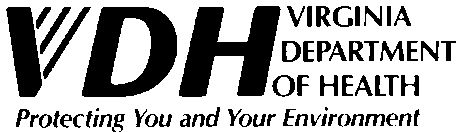 VDH VIRGINIA
DEPARTMENT
OF HEALTH
Protecting You and Your Environment